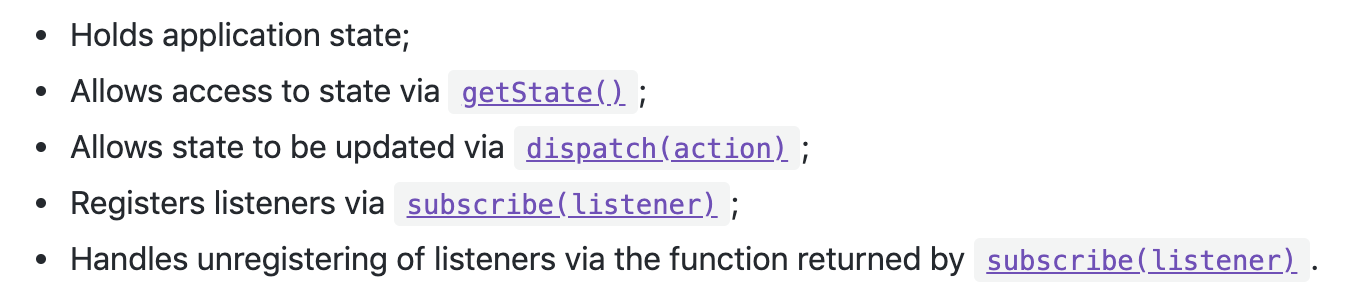 • Holds application state;
• Allows access to state via getState() ;
• Allows state to be updated via dispatch(action) ;
• Registers listeners via subscribe(listener) ;
• Handles unregistering of listeners via the function returned by subscribe(listener) .